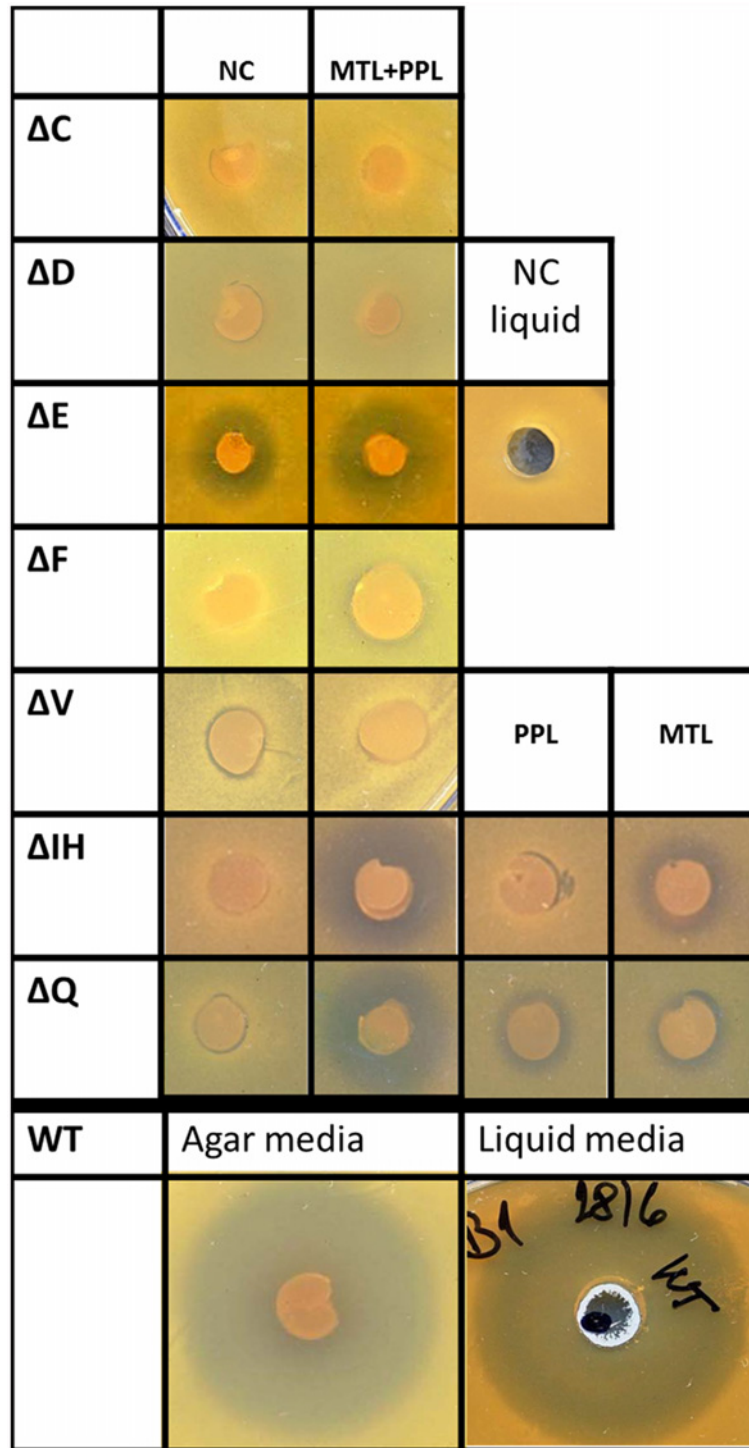 NC MTL+PPL
ΔC
ΔD NC
liquid
ΔE
ΔF
ΔV PPL MTL
ΔIH
ΔQ
WT Agar media Liquid media
B1 28/6
WT